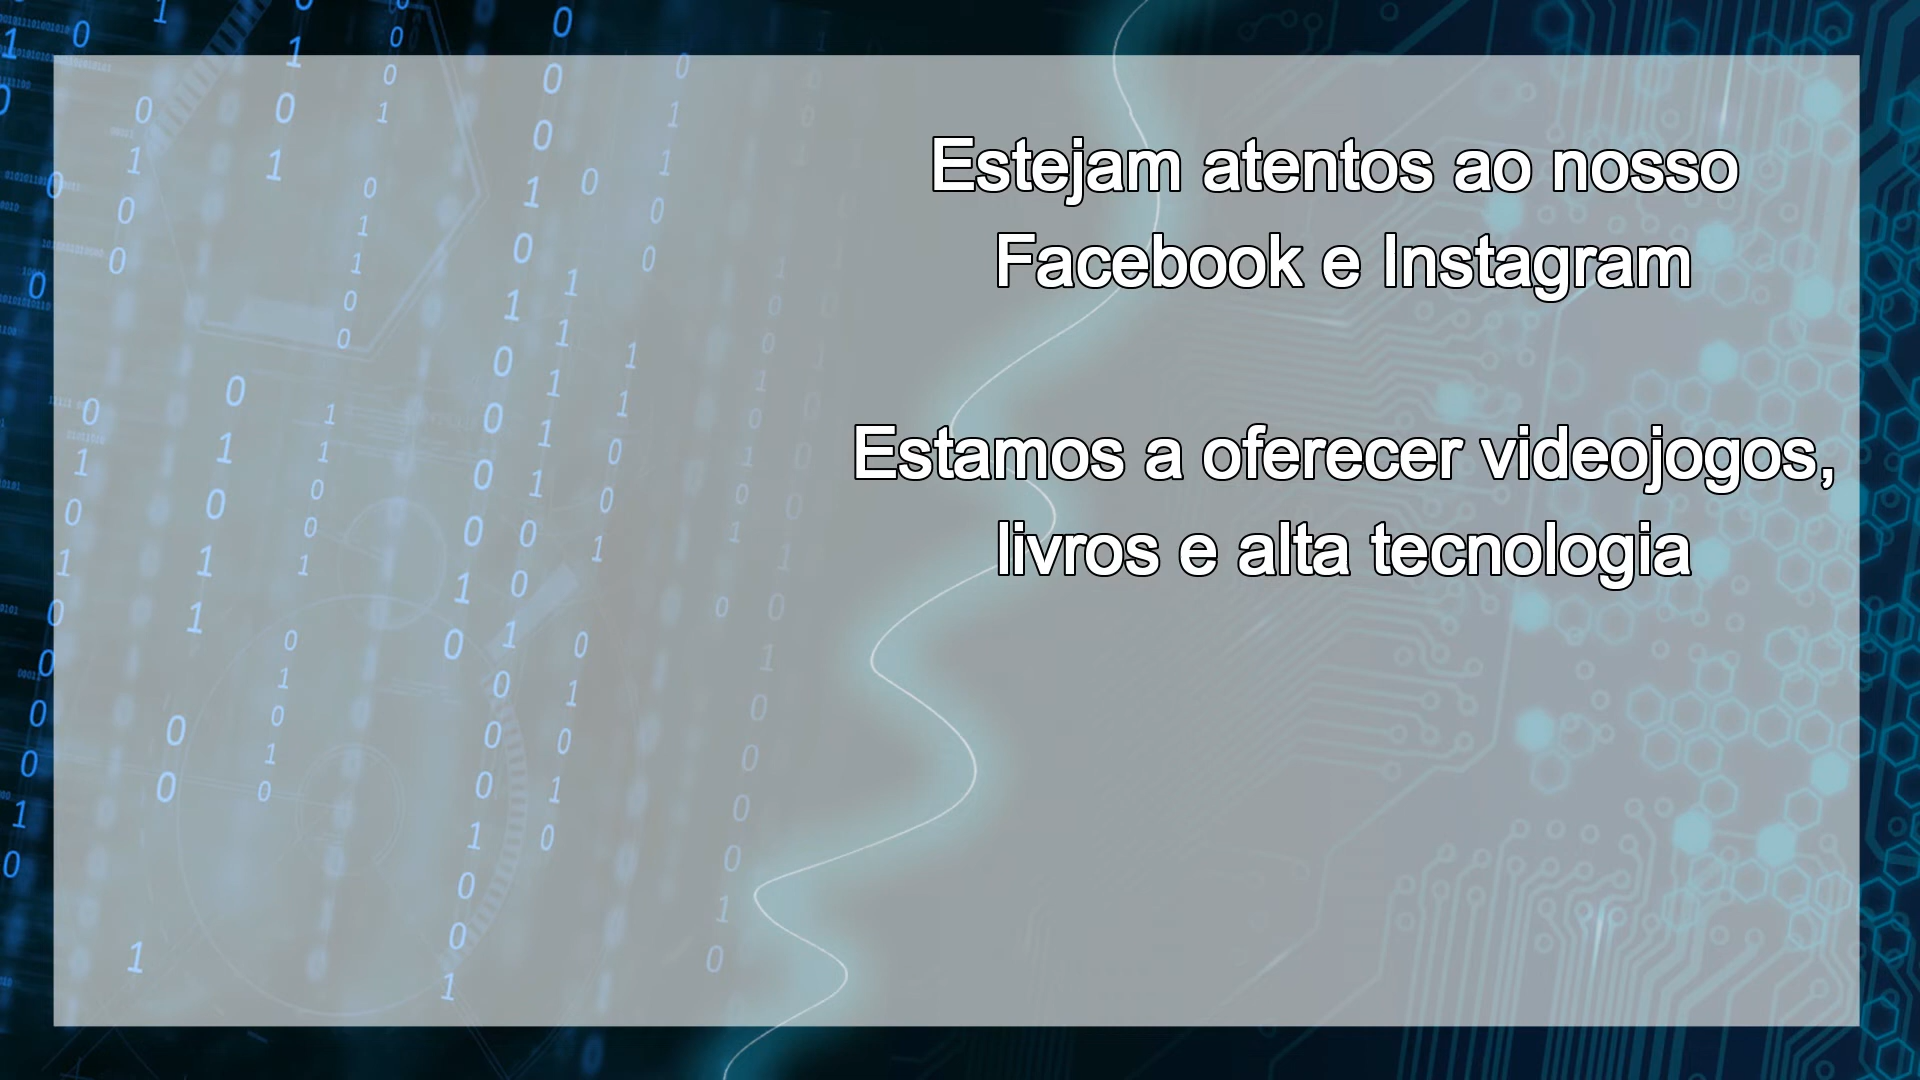 Estejam atentos ao nosso
Facebook e Instagram
Estamos a oferecer videojogos,
livros e alta tecnologia